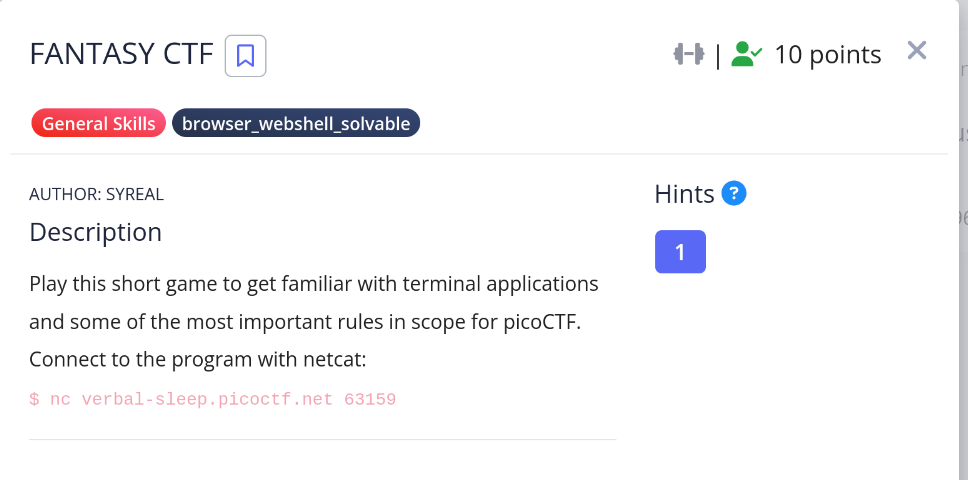 FANTASY CTF
| 10 points
General Skills browser_webshell_solvable
AUTHOR: SYREAL
Description
Play this short game to get familiar with terminal applications
and some of the most important rules in scope for picoCTF.
Connect to the program with netcat:
$ nc verbal-sleep.picoctf.net 63159
Hints ?
1